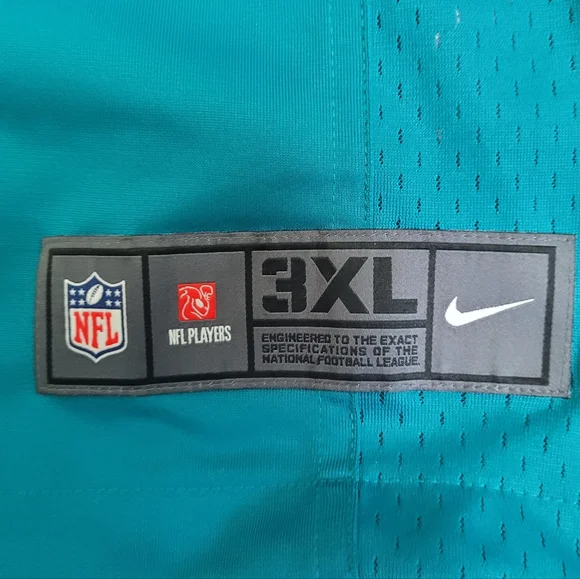 NFL
NFL PLAYERS
3XL
ENGINEERED TO THE EXACT
SPECIFICATIONS OF THE
NATIONAL FOOTBALL LEAGUE.